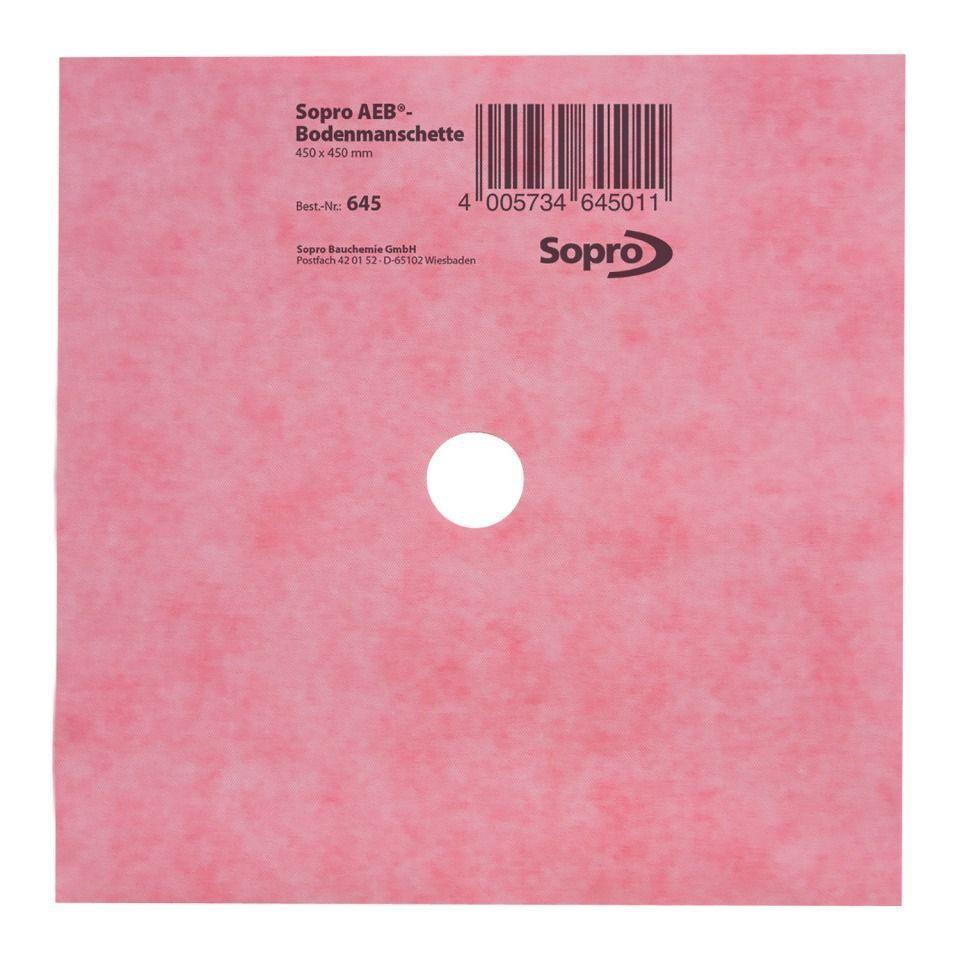 Sopro AEB®-
Bodenmanschette
450 x 450 mm
Best.-Nr.: 645
4 005734 645011
Sopro Bauchemie GmbH
Postfach 42 01 52 · D-65102 Wiesbaden
Sopro